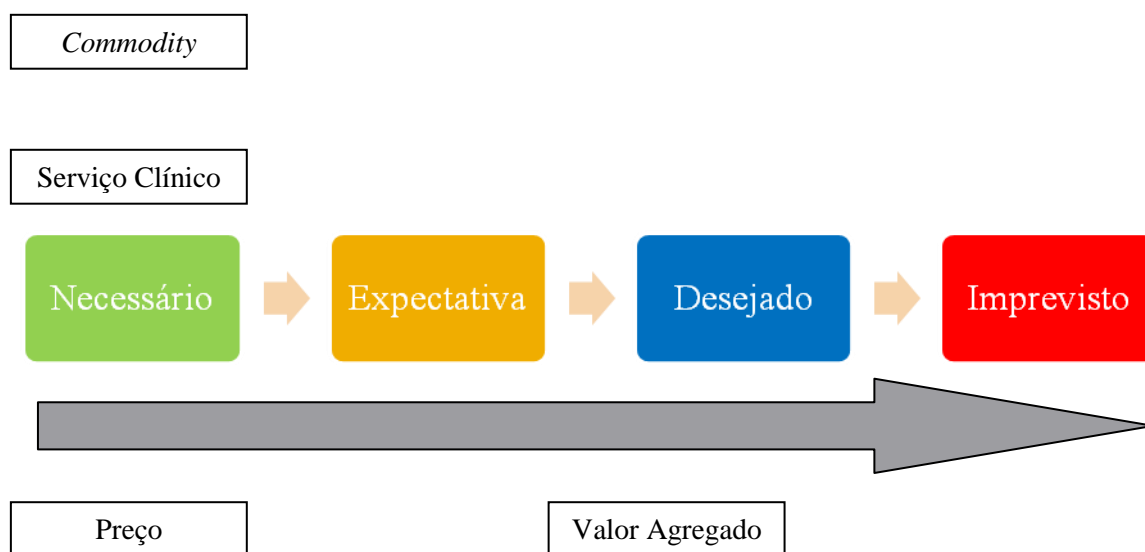 Commodity
Serviço Clínico
Necessário
Expectativa
Desejado
Imprevisto
Preço
Valor Agregado